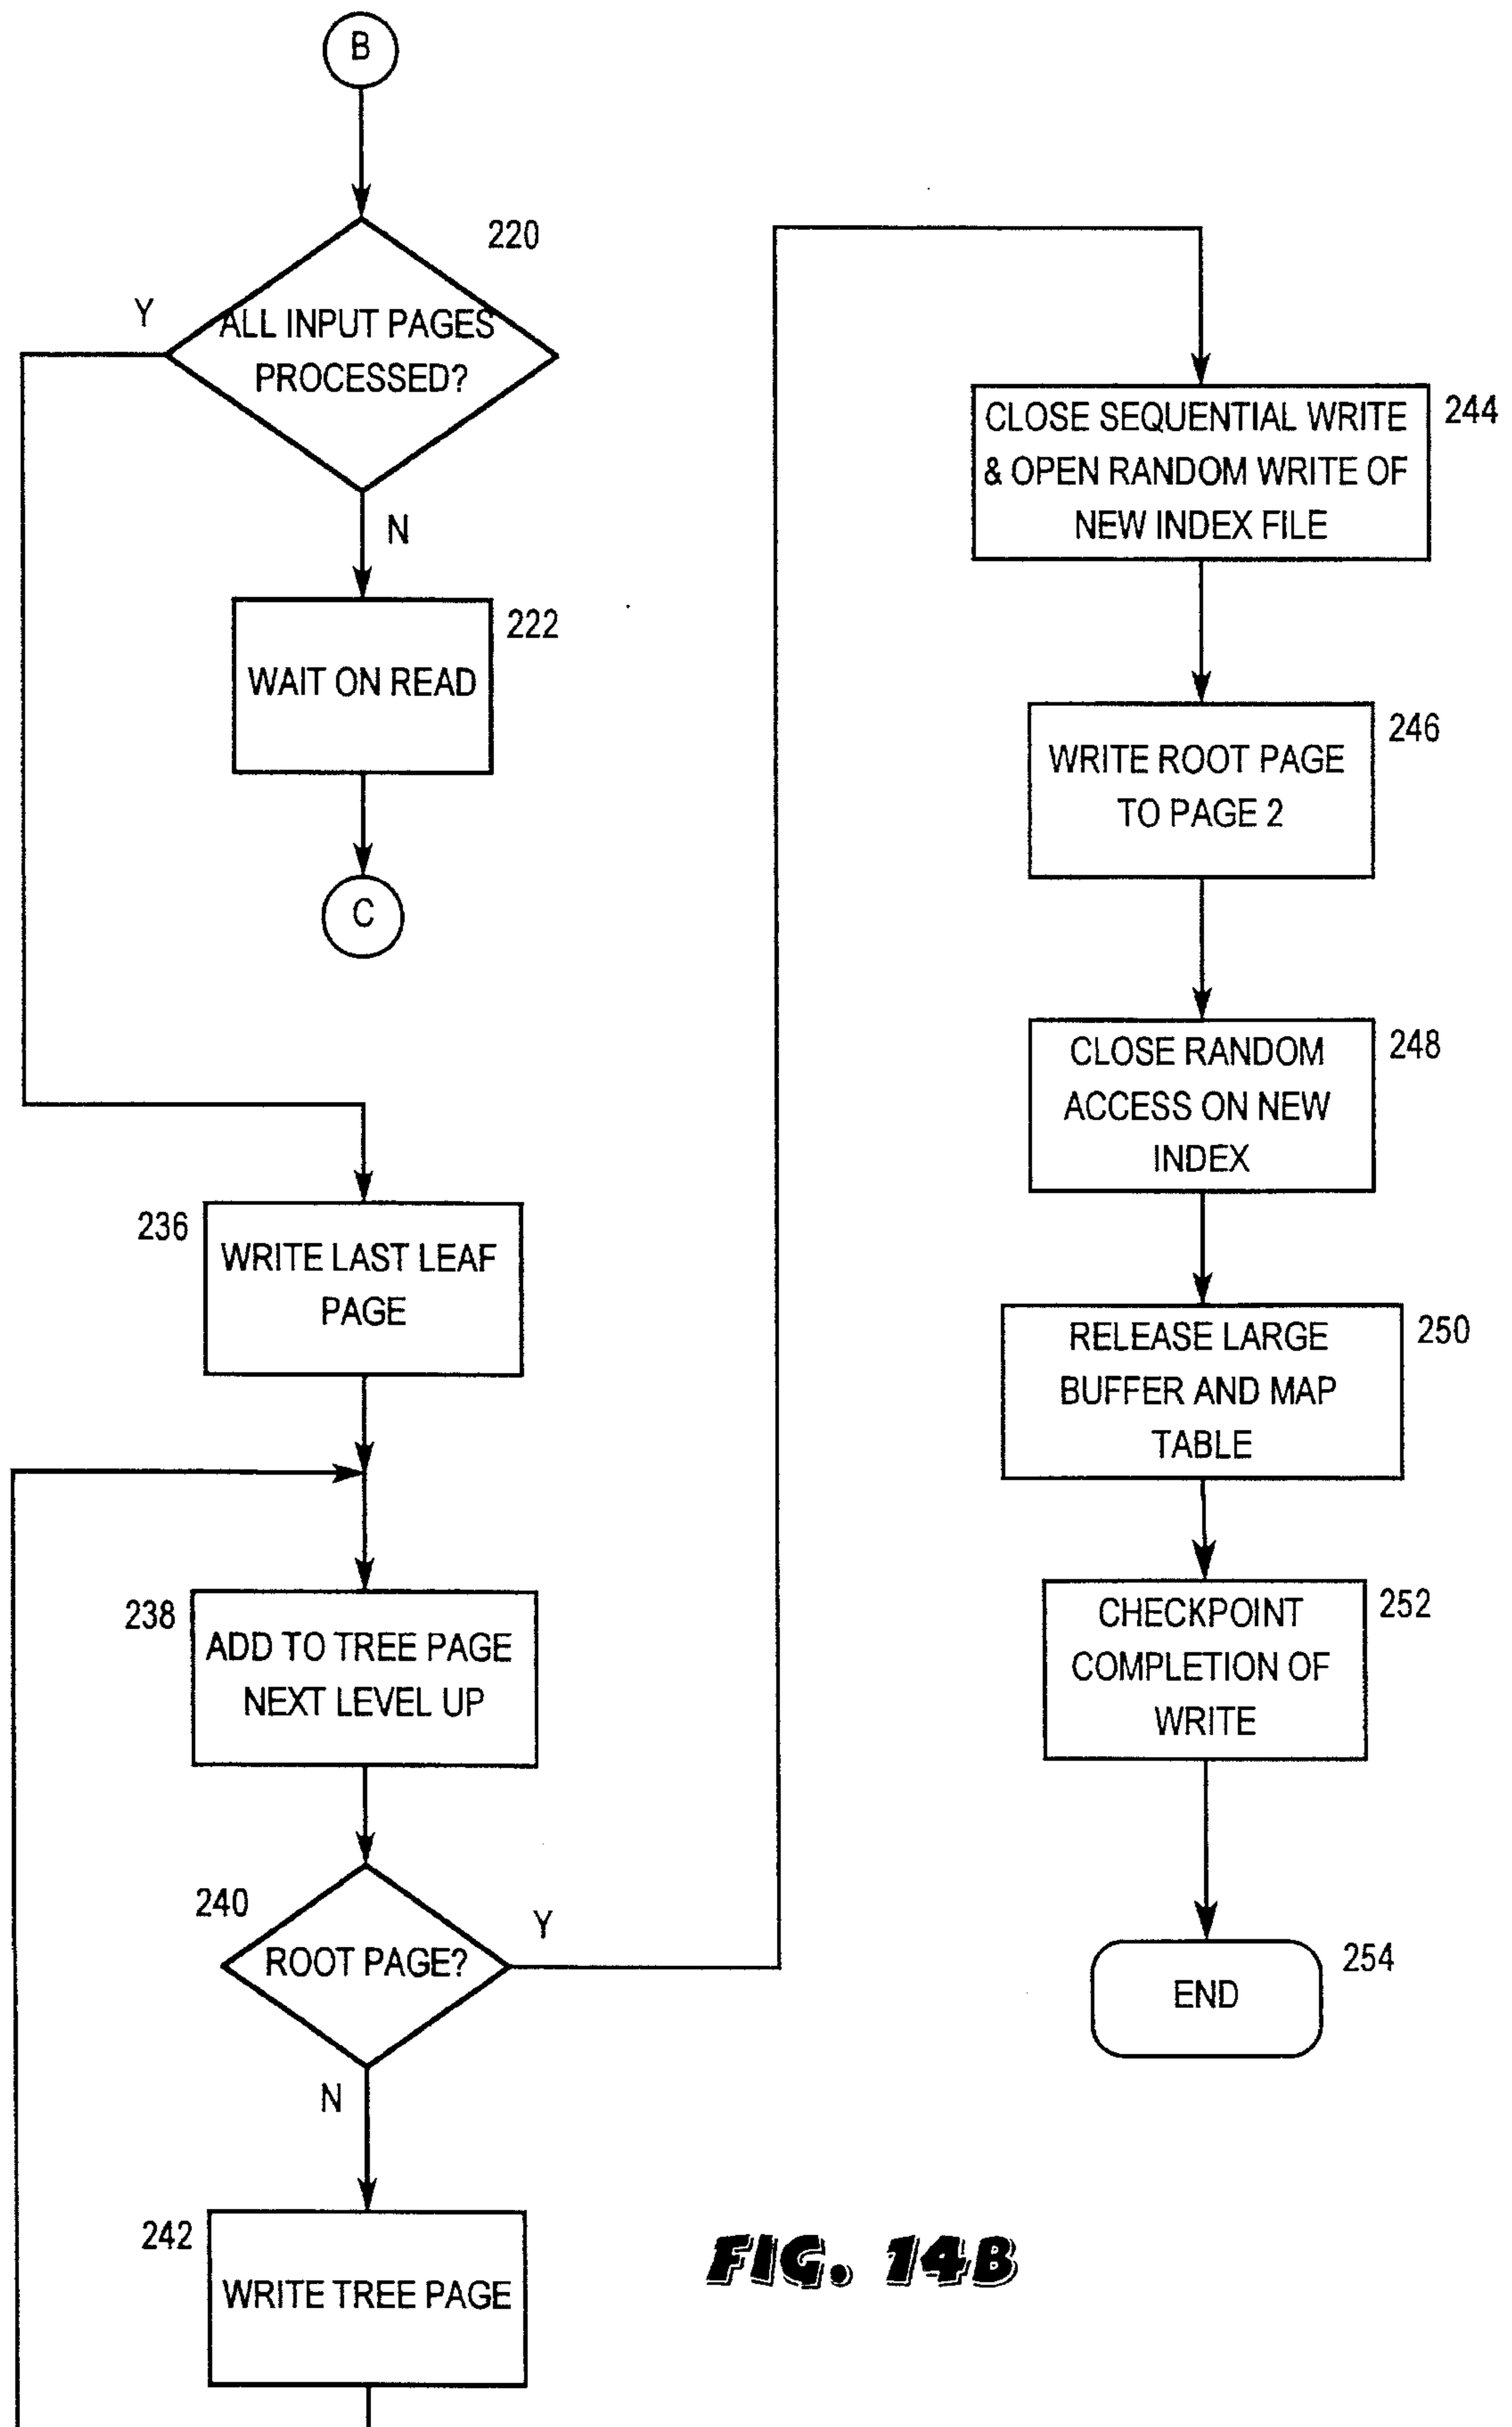 B
220
Y
ALL INPUT PAGES
PROCESSED?
N
222
WAIT ON READ
C
236
WRITE LAST LEAF
PAGE
238
ADD TO TREE PAGE
NEXT LEVEL UP
240
Y
ROOT PAGE?
N
242
WRITE TREE PAGE
244
CLOSE SEQUENTIAL WRITE
& OPEN RANDOM WRITE OF
NEW INDEX FILE
246
WRITE ROOT PAGE
TO PAGE 2
248
CLOSE RANDOM
ACCESS ON NEW
INDEX
250
RELEASE LARGE
BUFFER AND MAP
TABLE
252
CHECKPOINT
COMPLETION OF
WRITE
254
END
FIG. 14B